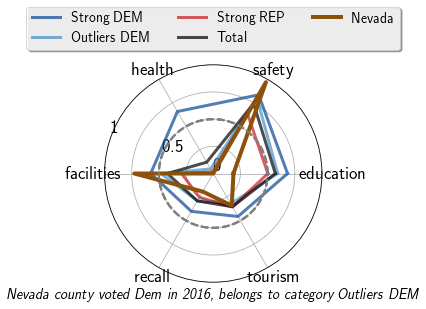 Strong DEM Strong REP Nevada
Outliers DEM Total
health safety
1
0.5
0
facilities education
recall tourism
Nevada county voted Dem in 2016, belongs to category Outliers DEM